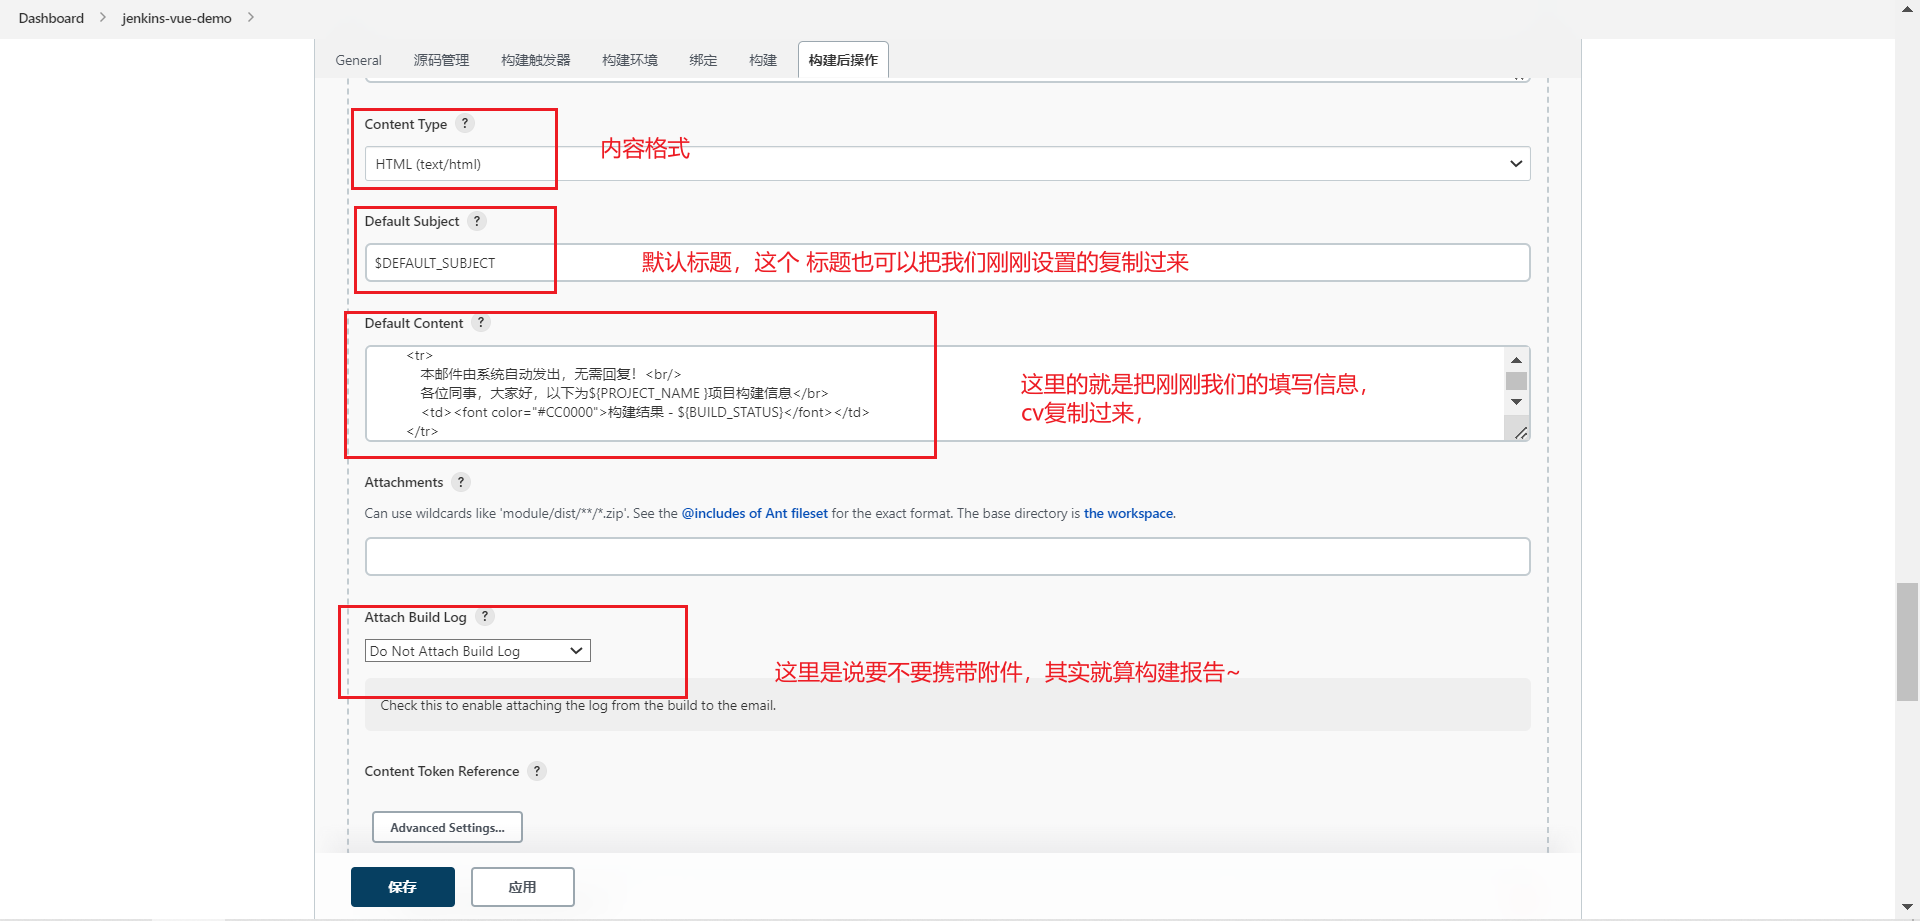 Dashboard
jenkins-vue-demo
General
源码管理
构建触发器
构建环境
绑定
构建
构建后操作
Content Type ?
内容格式
HTML (text/html)
Default Subject ?
$DEFAULT_SUBJECT
默认标题，这个 标题也可以把我们刚刚设置的复制过来
Default Content ?
<tr>
本邮件由系统自动发出，无需回复！<br/>
各位同事，大家好，以下为${PROJECT_NAME }项目构建信息</br>
<td><font color="#CC0000">构建结果 - ${BUILD_STATUS}</font></td>
</tr>
这里的就是把刚刚我们的填写信息，
cv复制过来，
Attachments ?
Can use wildcards like 'module/dist/**/*.zip'. See the @includes of Ant fileset for the exact format. The base directory is the workspace.
Attach Build Log ?
Do Not Attach Build Log
这里是说要不要携带附件，其实就算构建报告~
Check this to enable attaching the log from the build to the email.
Content Token Reference ?
Advanced Settings...
保存
应用